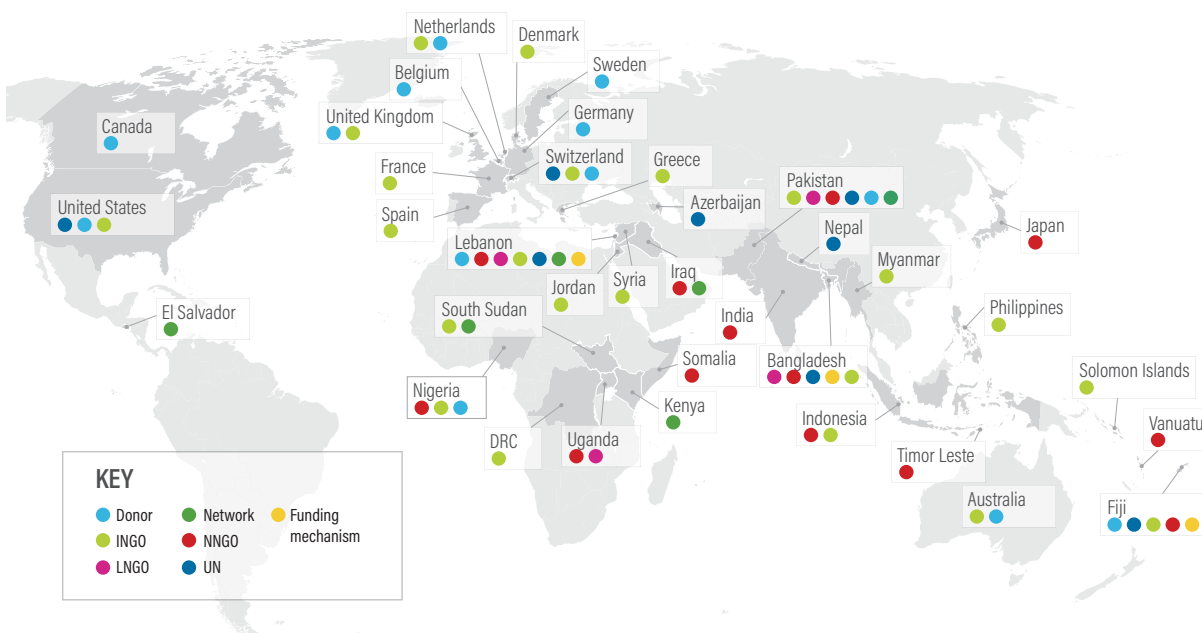 Netherlands
Denmark
Belgium
Sweden
Canada
United Kingdom
Germany
France
Switzerland
Greece
Pakistan
United States
Spain
Azerbaijan
Nepal
Japan
Lebanon
Myanmar
Jordan
Syria
Iraq
El Salvador
South Sudan
India
Philippines
Somalia
Bangladesh
Solomon Islands
Nigeria
Kenya
Indonesia
Vanuatu
DRC
Uganda
Timor Leste
Australia
Fiji
KEY
Donor
INGO
LNGO
Network
NNGO
UN
Funding
mechanism